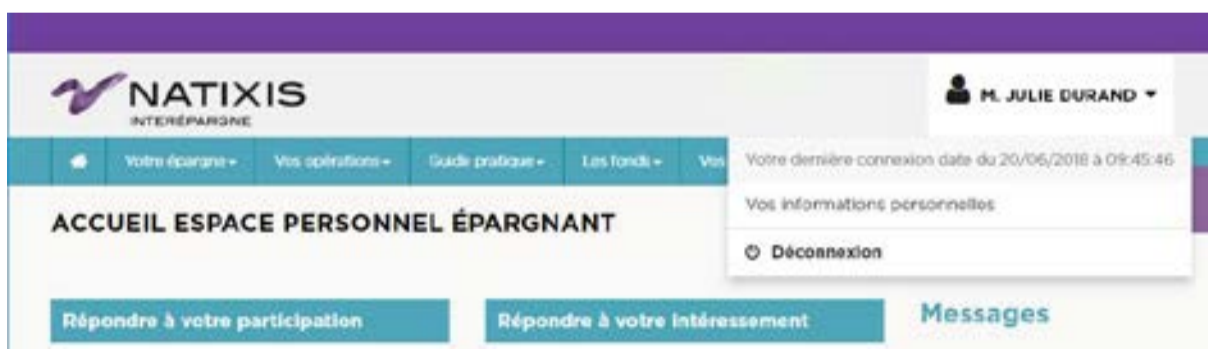 NATIXIS
INTERÉPARGNE
M. JULIE DURAND
Votre épargne
Vos opérations
Guide pratique
Les fonds
Vos
Votre dernière connexion date du 20/06/2018 à 09:45:46
Vos informations personnelles
Déconnexion
ACCUEIL ESPACE PERSONNEL ÉPARGNANT
Répondre à votre participation
Répondre à votre intéressement
Messages